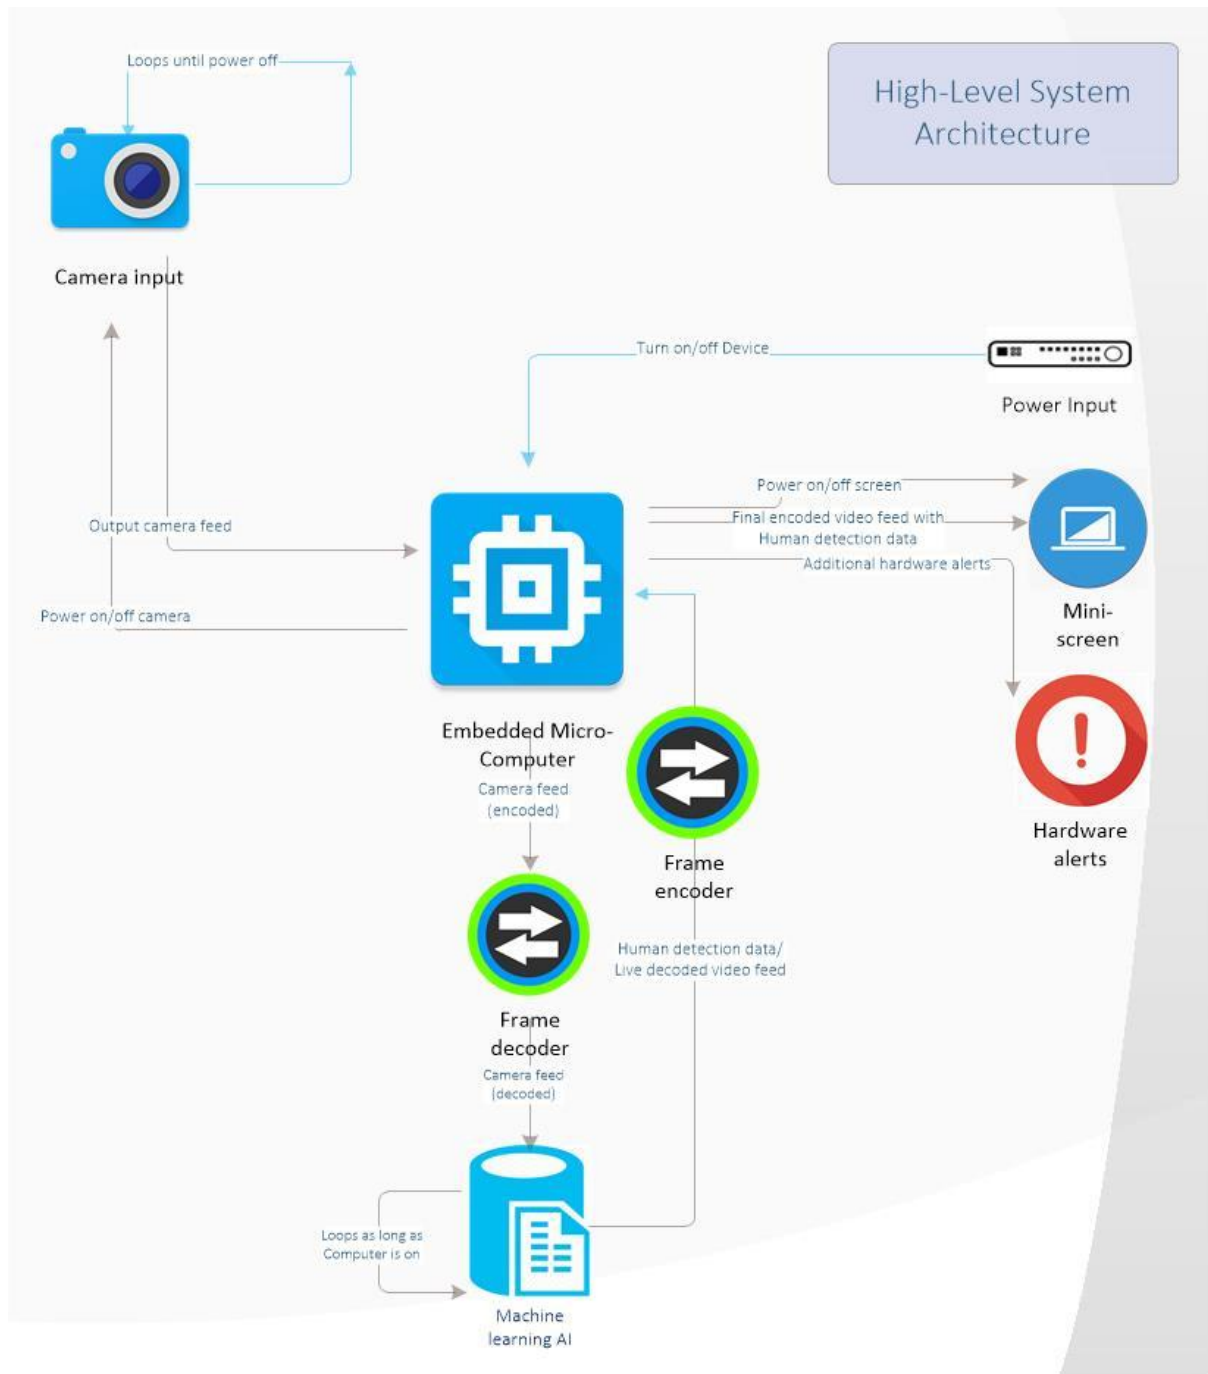 Loops until power off
High-Level System
Architecture
Camera input
Turn on/off Device
Power Input
Power on/off screen
Output camera feed
Final encoded video feed with
Human detection data
Additional hardware alerts
Power on/off camera
Mini-
screen
Embedded Micro-
Computer
Camera feed
(encoded)
Hardware
alerts
Frame
encoder
Human detection data/
Live decoded video feed
Frame
decoder
Camera feed
(decoded)
Loops as long as
Computer is on
Machine
learning AI